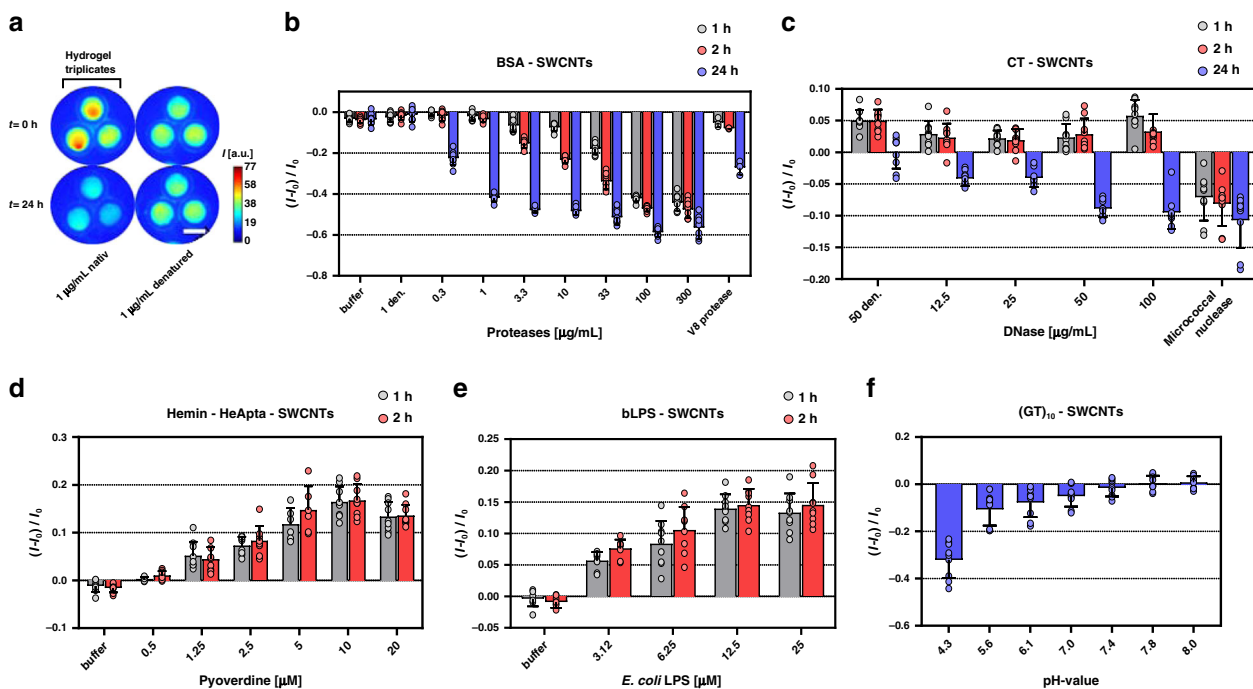 a
Hydrogel
triplicates
t= 0 h
t= 24 h
I [a.u.]
77
58
39
19
0
1 µg/mL nativ
1 µg/mL denatured
b
1 h
2 h
24 h
BSA - SWCNTs
(I-I0) / I0
0.0
−0.2
−0.4
−0.6
−0.8
buffer
1 den.
0.3
1
3.3
10
33
100
300
V8 protease
Proteases [µg/mL]
c
1 h
2 h
24 h
CT - SWCNTs
(I-I0) / I0
0.10
0.05
0.00
−0.05
−0.10
−0.15
−0.20
50 den.
12.5
25
50
100
Micrococcal
nuclease
DNase [µg/mL]
d
Hemin - HeApta - SWCNTs
1 h
2 h
(I-I0) / I0
0.3
0.2
0.1
0.0
−0.1
buffer
0.5
1.25
2.5
5
10
20
Pyoverdine [µM]
e
bLPS - SWCNTs
1 h
2 h
(I-I0) / I0
0.25
0.20
0.15
0.10
0.05
0.00
0.05
buffer
3.12
6.25
12.5
25
E. coli LPS [µM]
f
(GT)10 - SWCNTs
(I-I0) / I0
0.2
0.0
−0.2
−0.4
−0.6
4.3
5.6
6.1
7.0
7.4
7.8
8.0
pH-value